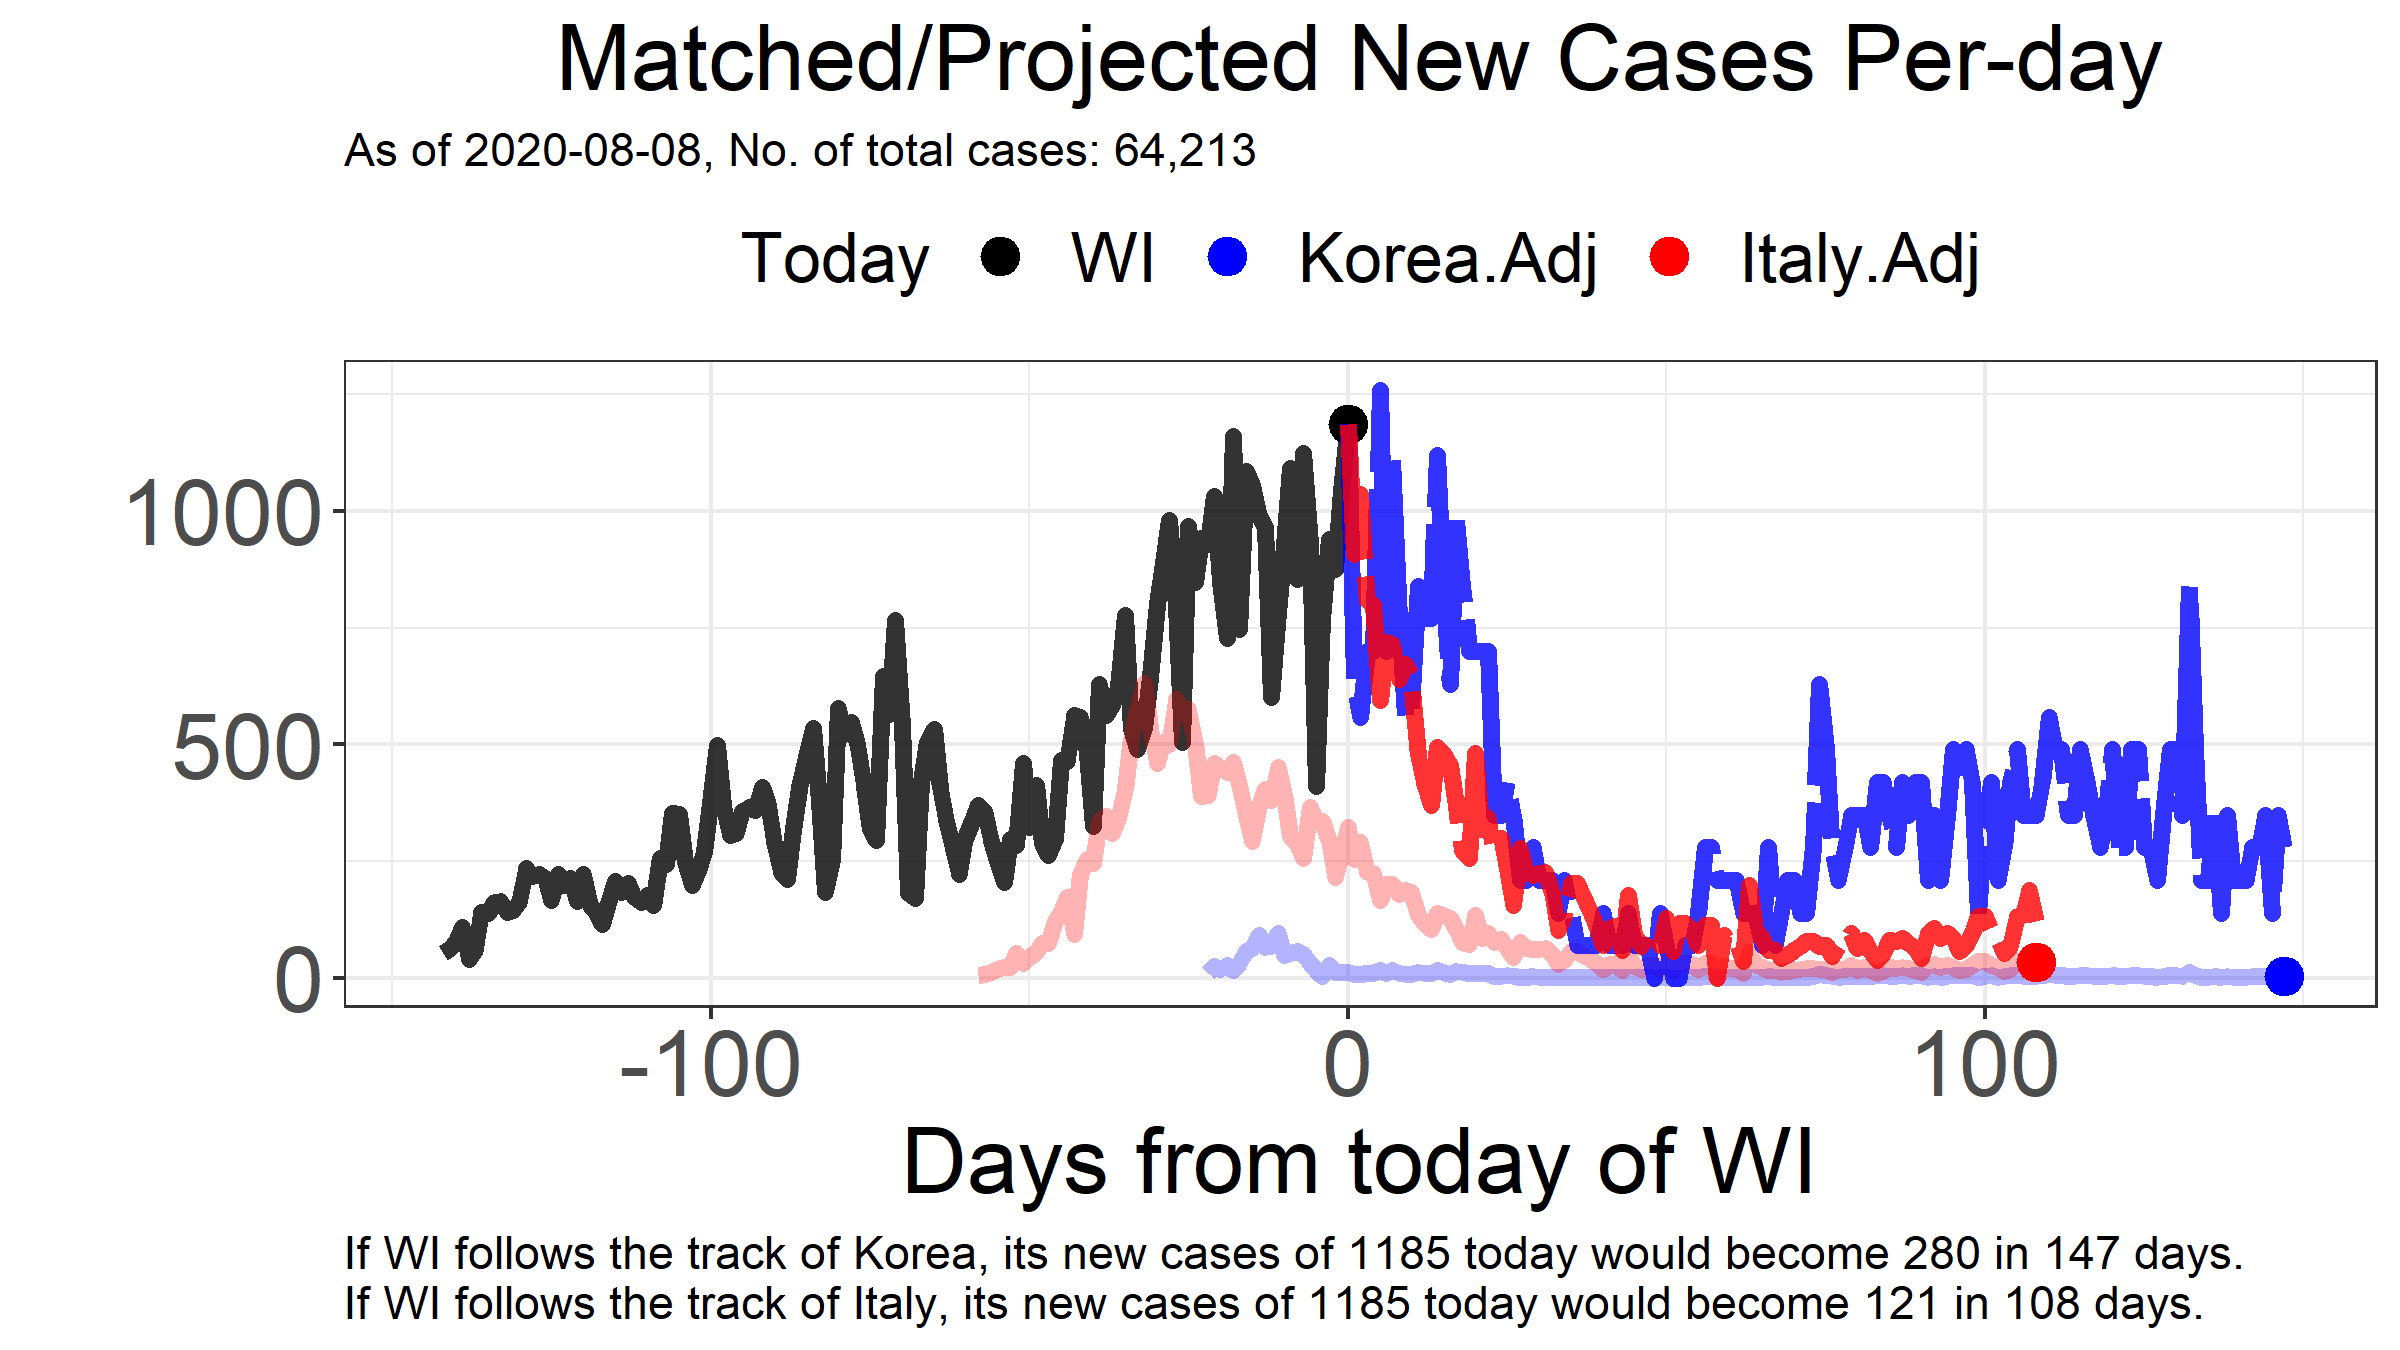 Matched/Projected New Cases Per-day
As of 2020-08-08, No. of total cases: 64,213
Today WI Korea.Adj Italy.Adj
1000
500
0
-100 0 100
Days from today of WI
If WI follows the track of Korea, its new cases of 1185 today would become 280 in 147 days.
If WI follows the track of Italy, its new cases of 1185 today would become 121 in 108 days.